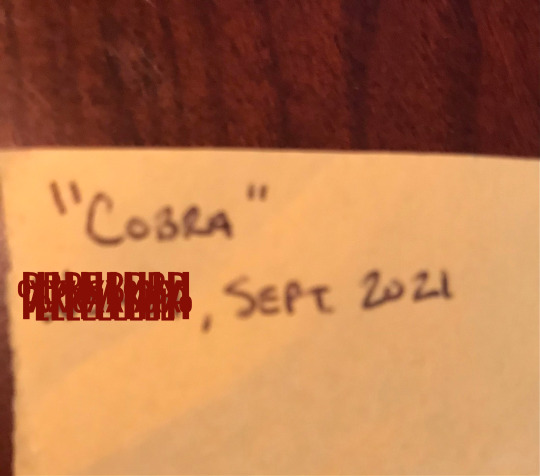 "COBRA"
, SEPT 2021